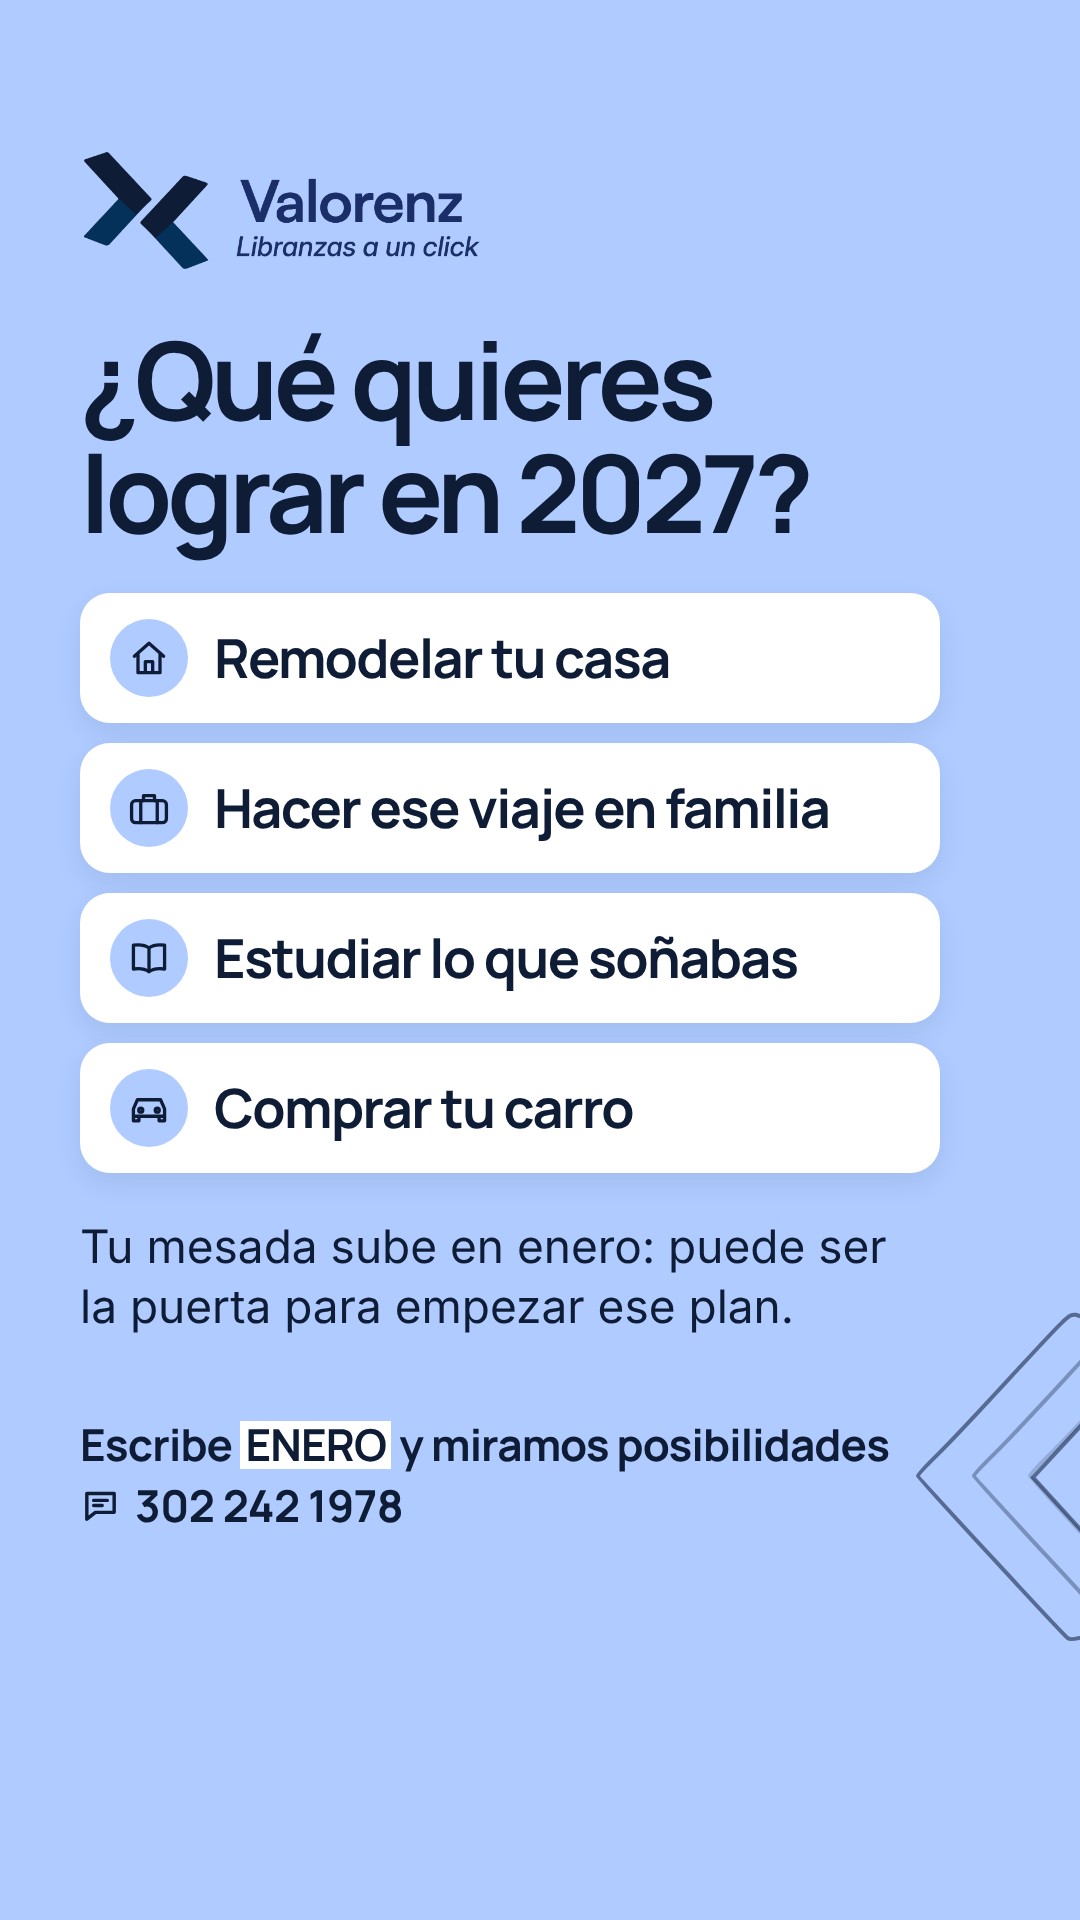 Valorenz
Libranzas a un click
¿Qué quieres
lograr en 2027?
Remodelar tu casa
Hacer ese viaje en familia
Estudiar lo que soñabas
Comprar tu carro
Tu mesada sube en enero: puede ser
la puerta para empezar ese plan.
Escribe ENERO y miramos posibilidades
302 242 1978